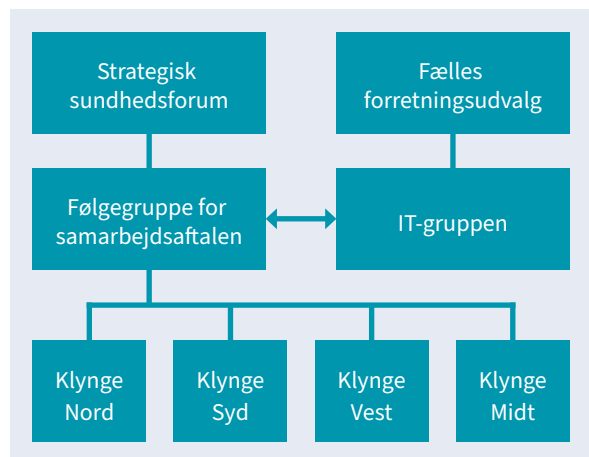 Strategisk
sundhedsforum
Fælles
forretningsudvalg
Følgegruppe for
samarbejdsaftalen
IT-gruppen
Klynge
Nord
Klynge
Syd
Klynge
Vest
Klynge
Midt